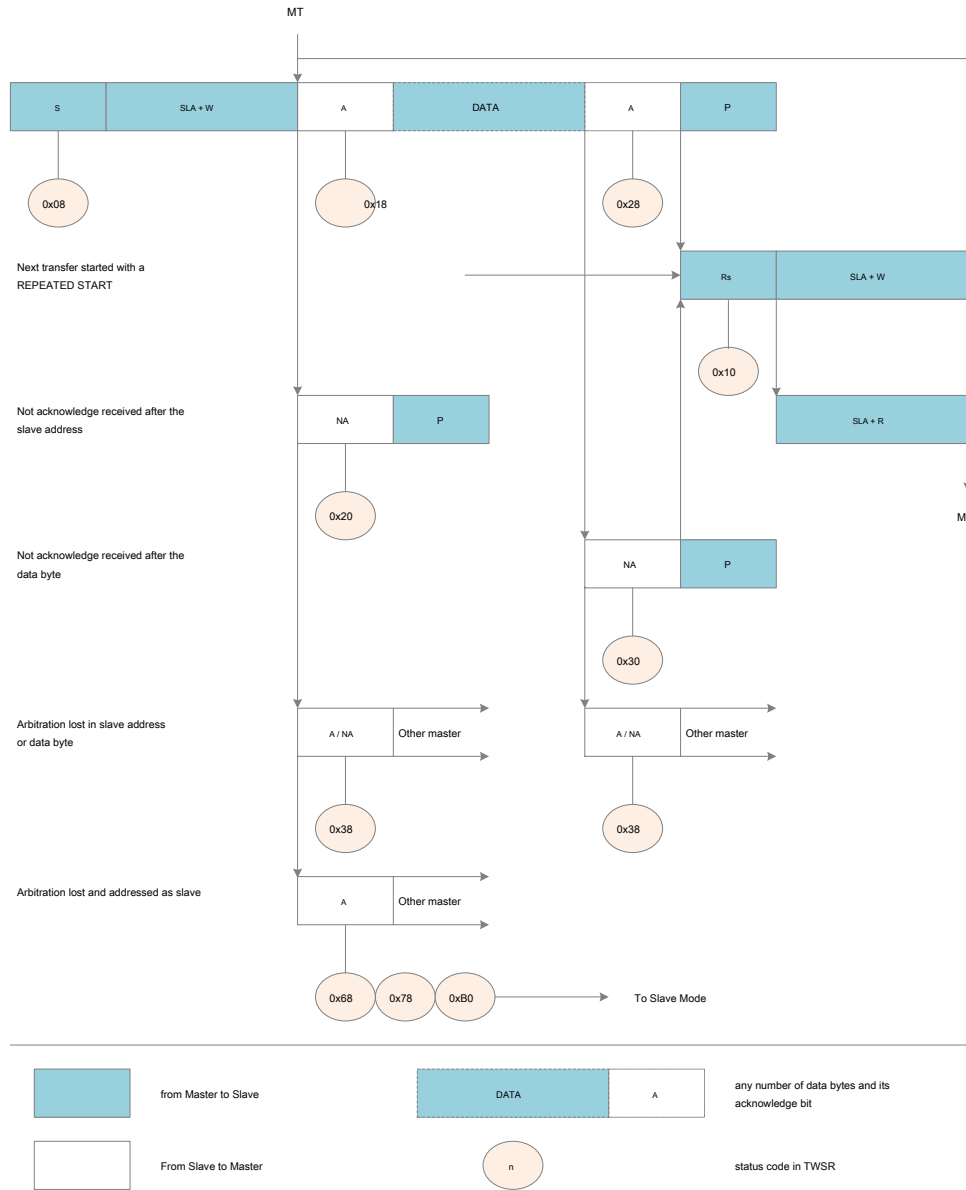 MT
S
SLA + W
A
DATA
A
P
0x08
0x18
0x28
Next transfer started with a
REPEATED START
Rs
SLA + W
0x10
Not acknowledge received after the
slave address
NA
P
SLA + R
0x20
M
Not acknowledge received after the
data byte
NA
P
0x30
Arbitration lost in slave address
or data byte
A / NA
Other master
A / NA
Other master
0x38
0x38
Arbitration lost and addressed as slave
A
Other master
0x68
0x78
0xB0
To Slave Mode
from Master to Slave
DATA
A
any number of data bytes and its
acknowledge bit
From Slave to Master
n
status code in TWSR